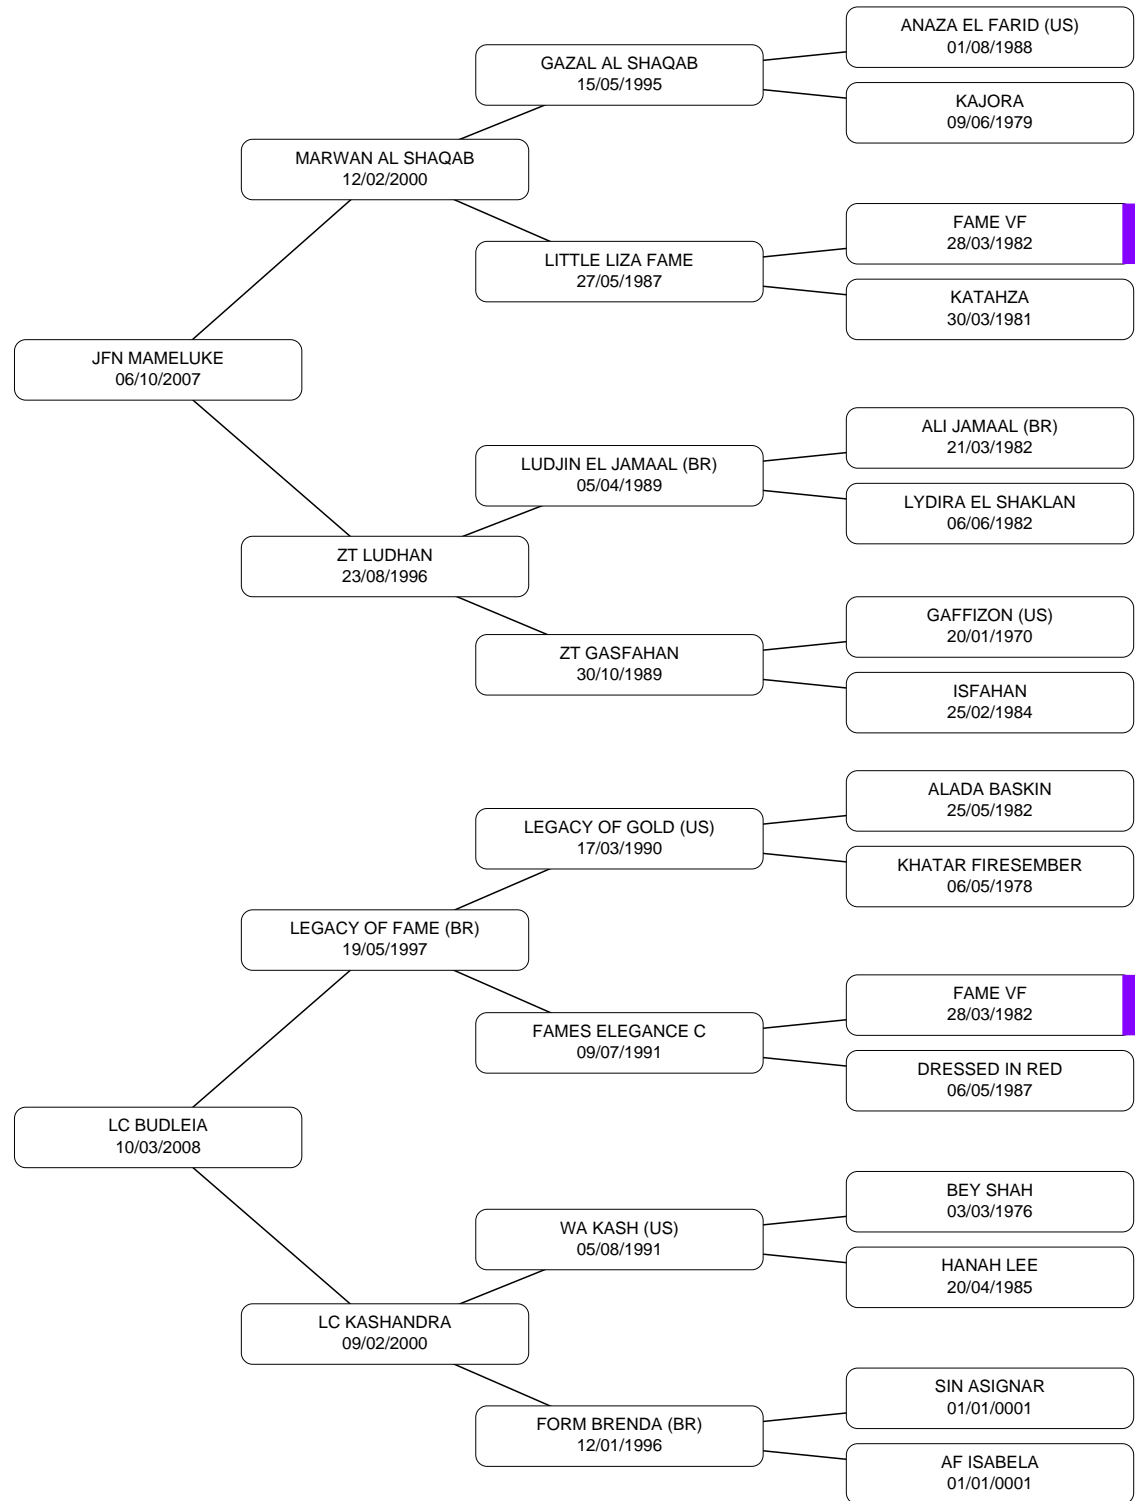 ANAZA EL FARID (US)
01/08/1988
GAZAL AL SHAQAB
15/05/1995
KAJORA
09/06/1979
MARWAN AL SHAQAB
12/02/2000
FAME VF
28/03/1982
LITTLE LIZA FAME
27/05/1987
KATAHZA
30/03/1981
JFN MAMELUKE
06/10/2007
ALI JAMAAL (BR)
21/03/1982
LUDJIN EL JAMAAL (BR)
05/04/1989
LYDIRA EL SHAKLAN
06/06/1982
ZT LUDHAN
23/08/1996
GAFFIZON (US)
20/01/1970
ZT GASFAHAN
30/10/1989
ISFAHAN
25/02/1984
ALADA BASKIN
25/05/1982
LEGACY OF GOLD (US)
17/03/1990
KHATAR FIRESEMBER
06/05/1978
LEGACY OF FAME (BR)
19/05/1997
FAME VF
28/03/1982
FAMES ELEGANCE C
09/07/1991
DRESSED IN RED
06/05/1987
LC BUDLEIA
10/03/2008
BEY SHAH
03/03/1976
WA KASH (US)
05/08/1991
HANAH LEE
20/04/1985
LC KASHANDRA
09/02/2000
SIN ASIGNAR
01/01/0001
FORM BRENDA (BR)
12/01/1996
AF ISABELA
01/01/0001